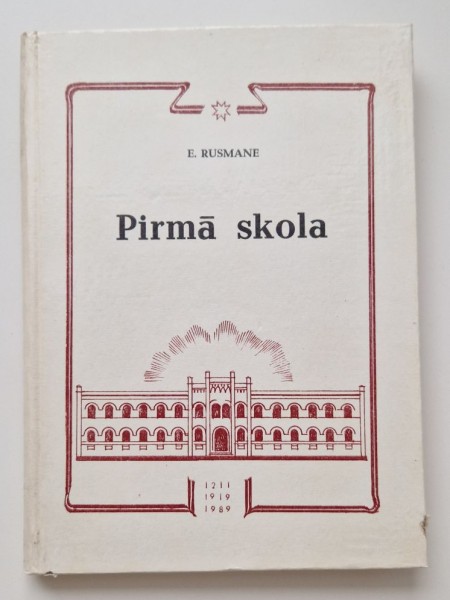 E. RUSMANE
Pirmā skola
1211
1919
1989